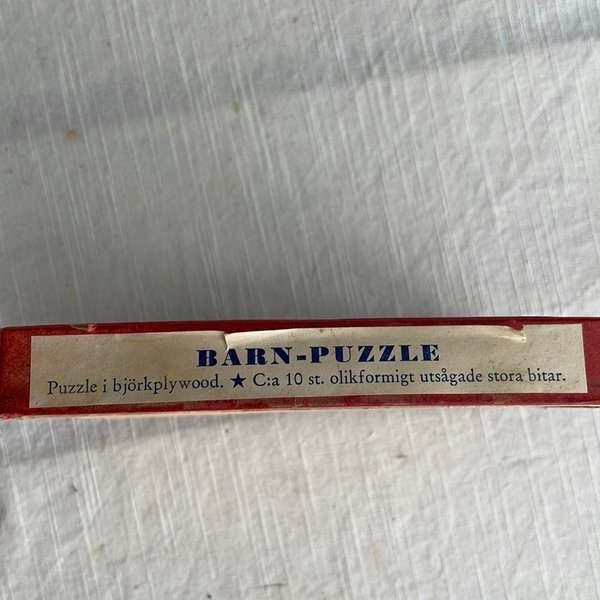 BARN-PUZZLE
Puzzle i björkplywood. ★ C:a 10 st. olikformigt utsågade stora bitar.